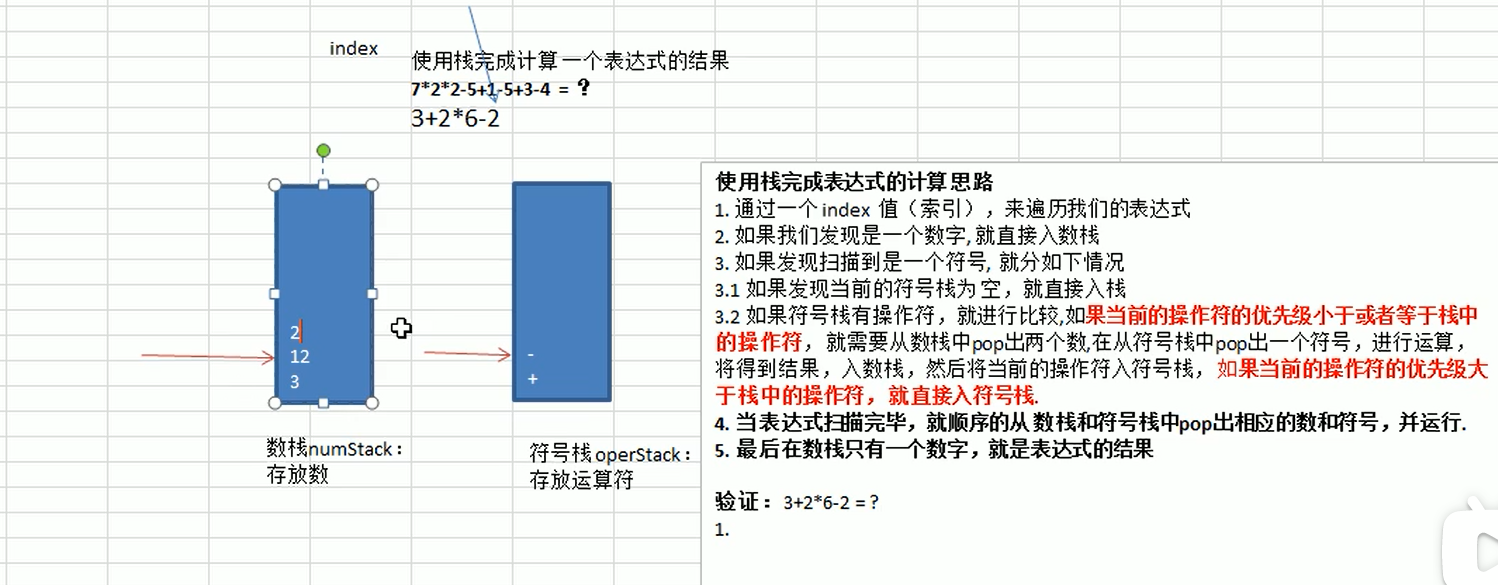 index
使用栈完成计算 一个表达式的结果
7*2*2-5+1-5+3-4 = ?
3+2*6-2
2
12
3
-
+
数栈numStack：
存放数
符号栈operStack：
存放运算符
使用栈完成表达式的计算 思路
1. 通过一个 index 值（索引），来遍历我们的表达式
2. 如果我们发现是一个数字, 就直接入数栈
3. 如果发现扫描到是一个符号, 就分如下情况
3.1 如果发现当前的符号栈为 空，就直接入栈
3.2 如果符号栈有操作符，就进行比较,如果当前的操作符的优先级小于或者等于栈中
的操作符，就需要从数栈中pop出两个数,在从符号栈中pop出一个符号，进行运算，
将得到结果，入数栈，然后将当前的操作符入符号栈，如果当前的操作符的优先级大
于栈中的操作符，就直接入符号栈.
4. 当表达式扫描完毕，就顺序的从 数栈和符号栈中pop出相应的数和符号，并运行.
5. 最后在数栈只有一个数字，就是表达式的结果
验证：3+2*6-2 = ?
1.